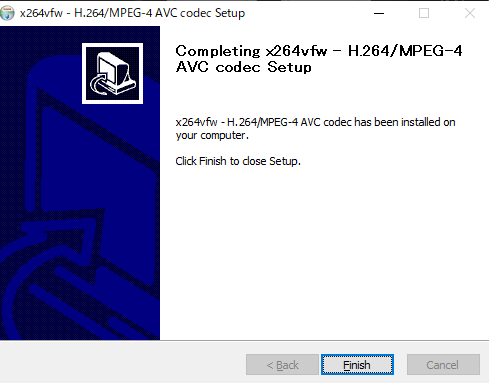 x264vfw - H.264/MPEG-4 AVC codec Setup
Completing x264vfw - H.264/MPEG-4
AVC codec Setup
x264vfw - H.264/MPEG-4 AVC codec has been installed on
your computer.
Click Finish to close Setup.
< Back
Finish
Cancel